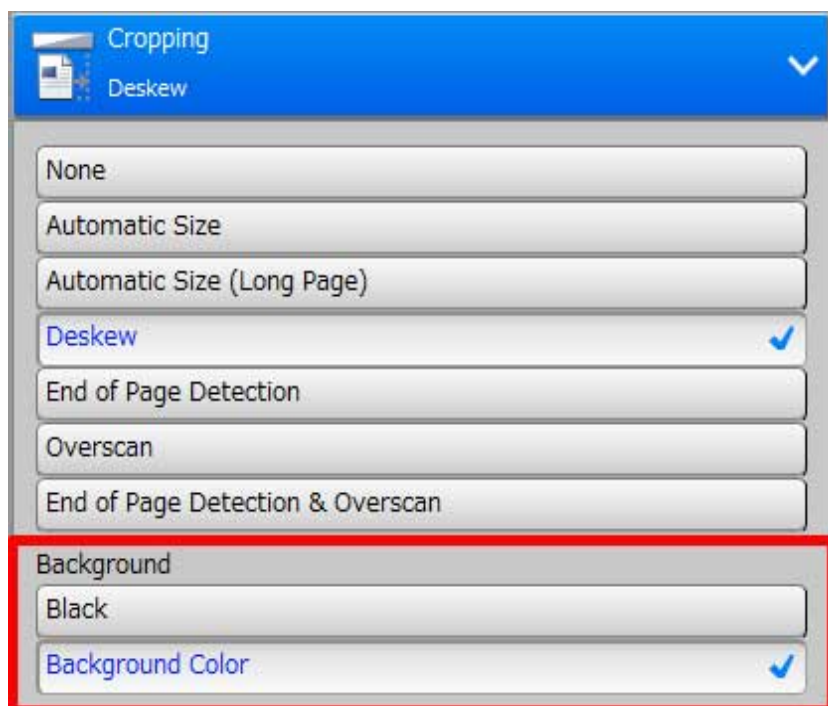 Cropping
Deskew
None
Automatic Size
Automatic Size (Long Page)
Deskew
End of Page Detection
Overscan
End of Page Detection & Overscan
Background
Black
Background Color